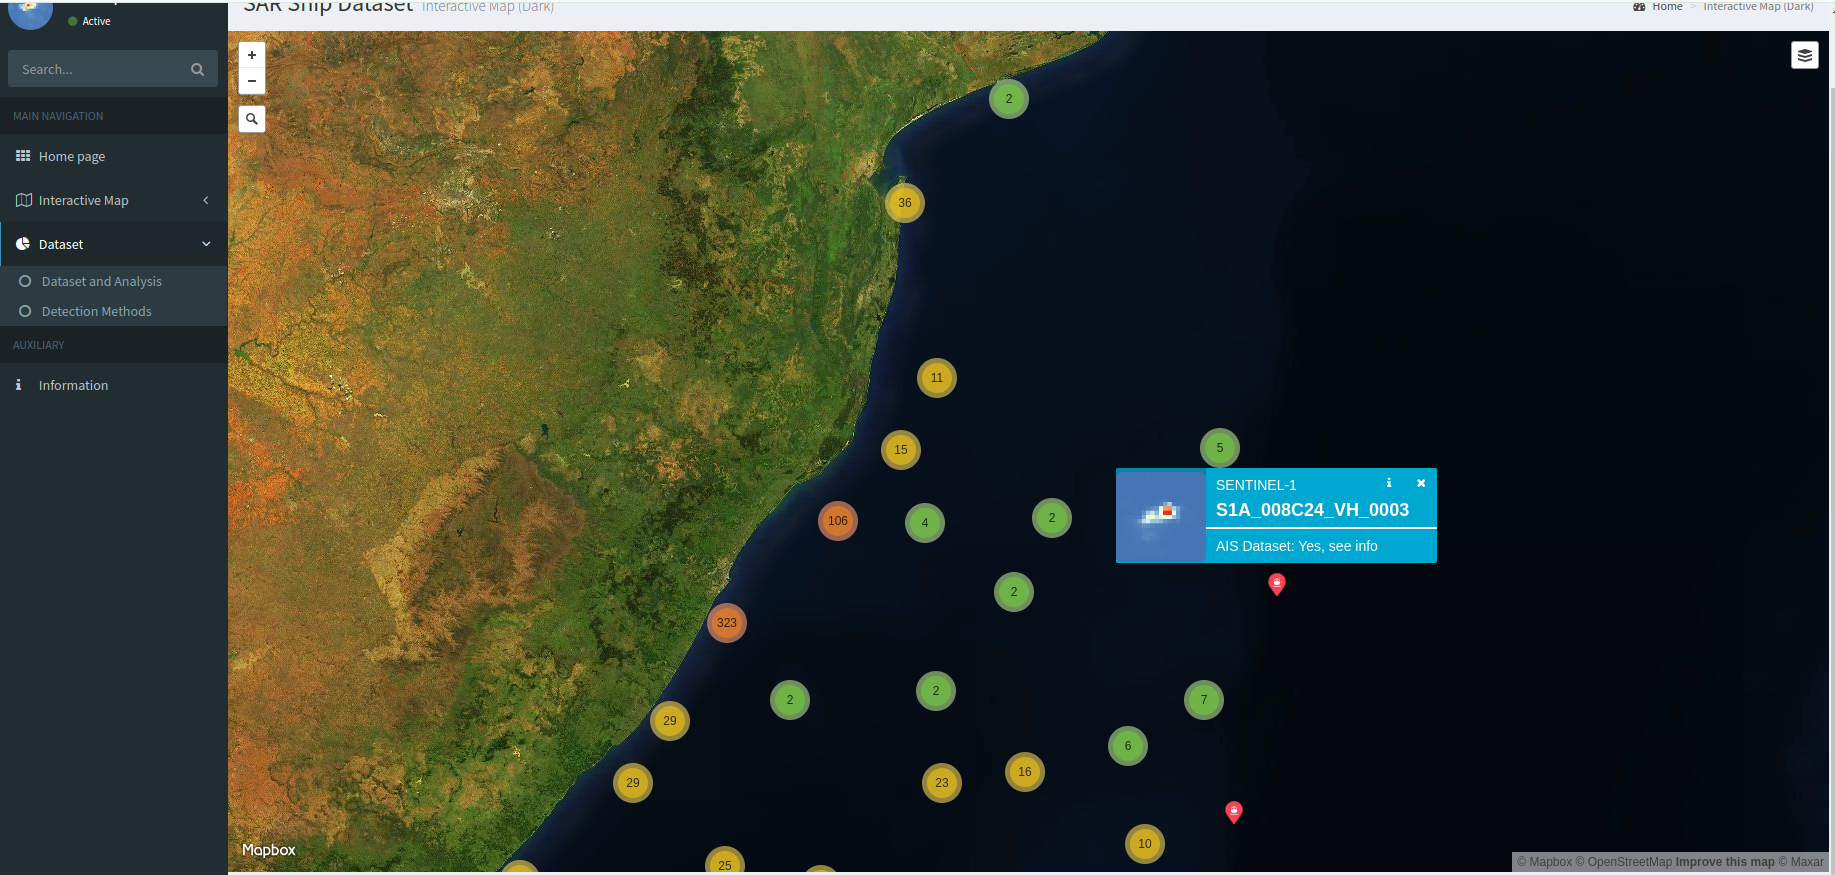 SAR Ship Dataset Interactive Map (Dark)
Home > Interactive Map (Dark)
Active
Search...
MAIN NAVIGATION
Home page
Interactive Map
Dataset
Dataset and Analysis
Detection Methods
AUXILIARY
Information
+
−
2
36
11
15
5
106
4
2
SENTINEL-1
S1A_008C24_VH_0003
AIS Dataset: Yes, see info
2
323
2
2
7
29
6
29
23
16
10
25
Mapbox
© Mapbox © OpenStreetMap Improve this map © Maxar